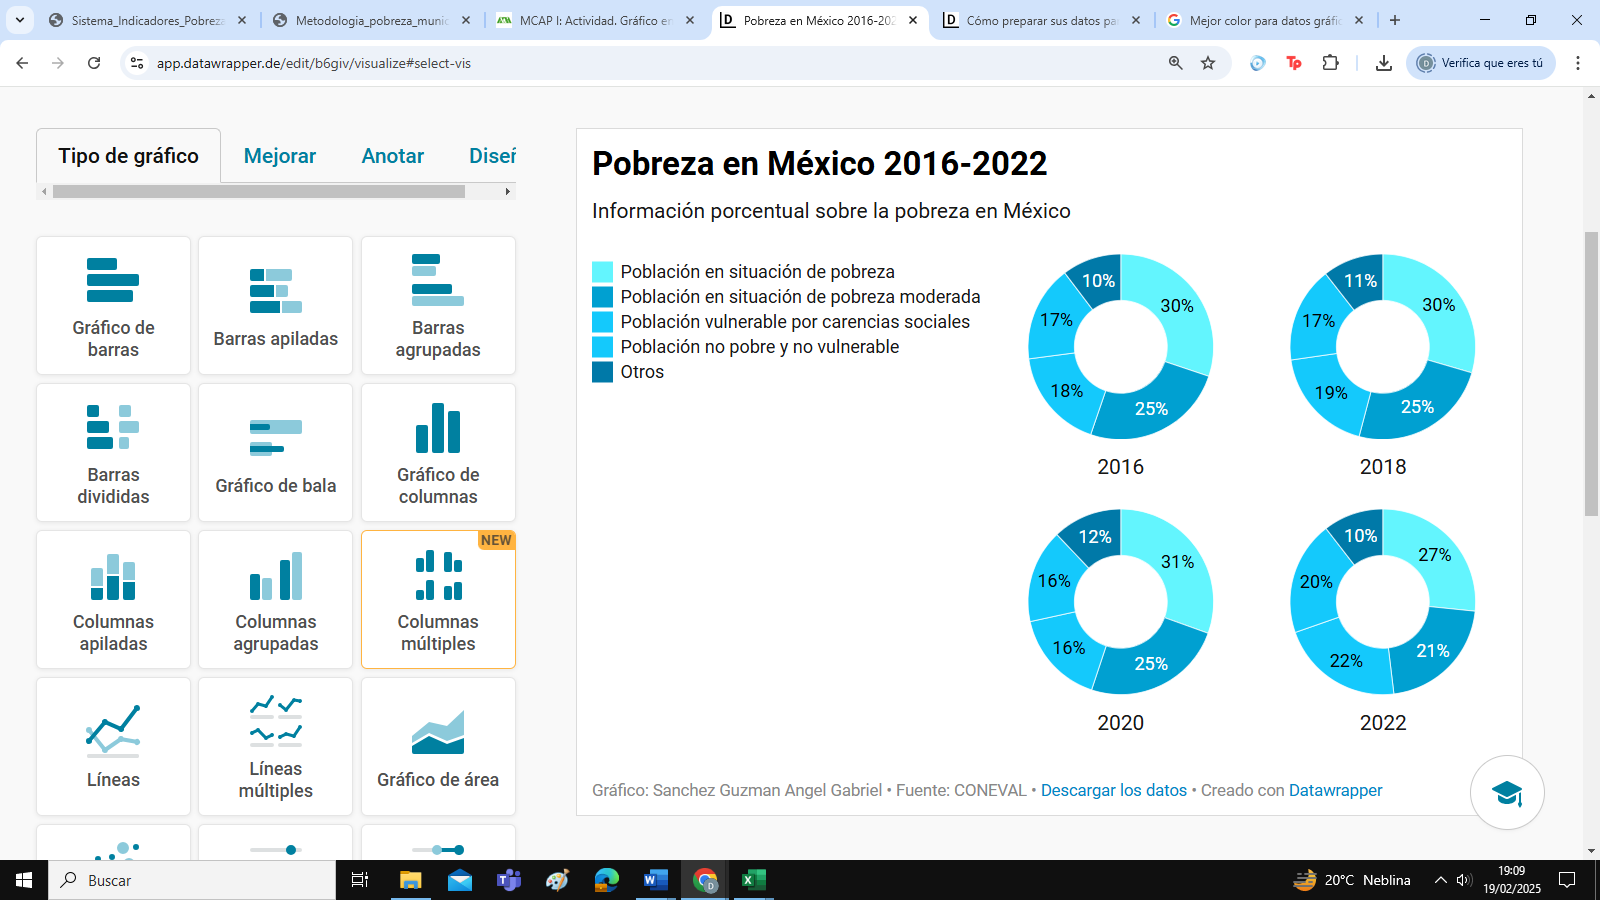 Sistema_Indicadores_Pobreza
Metodologia_pobreza_munic
MCAP I: Actividad. Gráfico en
Pobreza en México 2016-202
Cómo preparar sus datos pa
Mejor color para datos gráfic
app.datawrapper.de/edit/b6giv/visualize#select-vis
Verifica que eres tú
Tipo de gráfico
Mejorar
Anotar
Diseñ
Gráfico de
barras
Barras apiladas
Barras
agrupadas
Barras
divididas
Gráfico de bala
Gráfico de
columnas
Columnas
apiladas
Columnas
agrupadas
NEW
Columnas
múltiples
Líneas
Líneas
múltiples
Gráfico de área
Pobreza en México 2016-2022
Información porcentual sobre la pobreza en México
Población en situación de pobreza
Población en situación de pobreza moderada
Población vulnerable por carencias sociales
Población no pobre y no vulnerable
Otros
10%
30%
17%
18%
25%
2016
11%
30%
17%
19%
25%
2018
12%
31%
16%
16%
25%
2020
10%
27%
20%
22%
21%
2022
Gráfico: Sanchez Guzman Angel Gabriel • Fuente: CONEVAL • Descargar los datos • Creado con Datawrapper
Buscar
20°C Neblina
19:09
19/02/2025